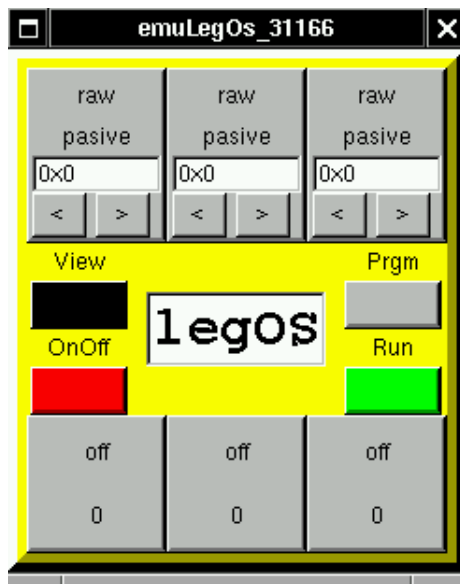 emuLegOs_31166
raw raw raw
pasive pasive pasive
0x0 0x0 0x0
< > < > < >
View Prgm
legOS
OnOff Run
off off off
0 0 0